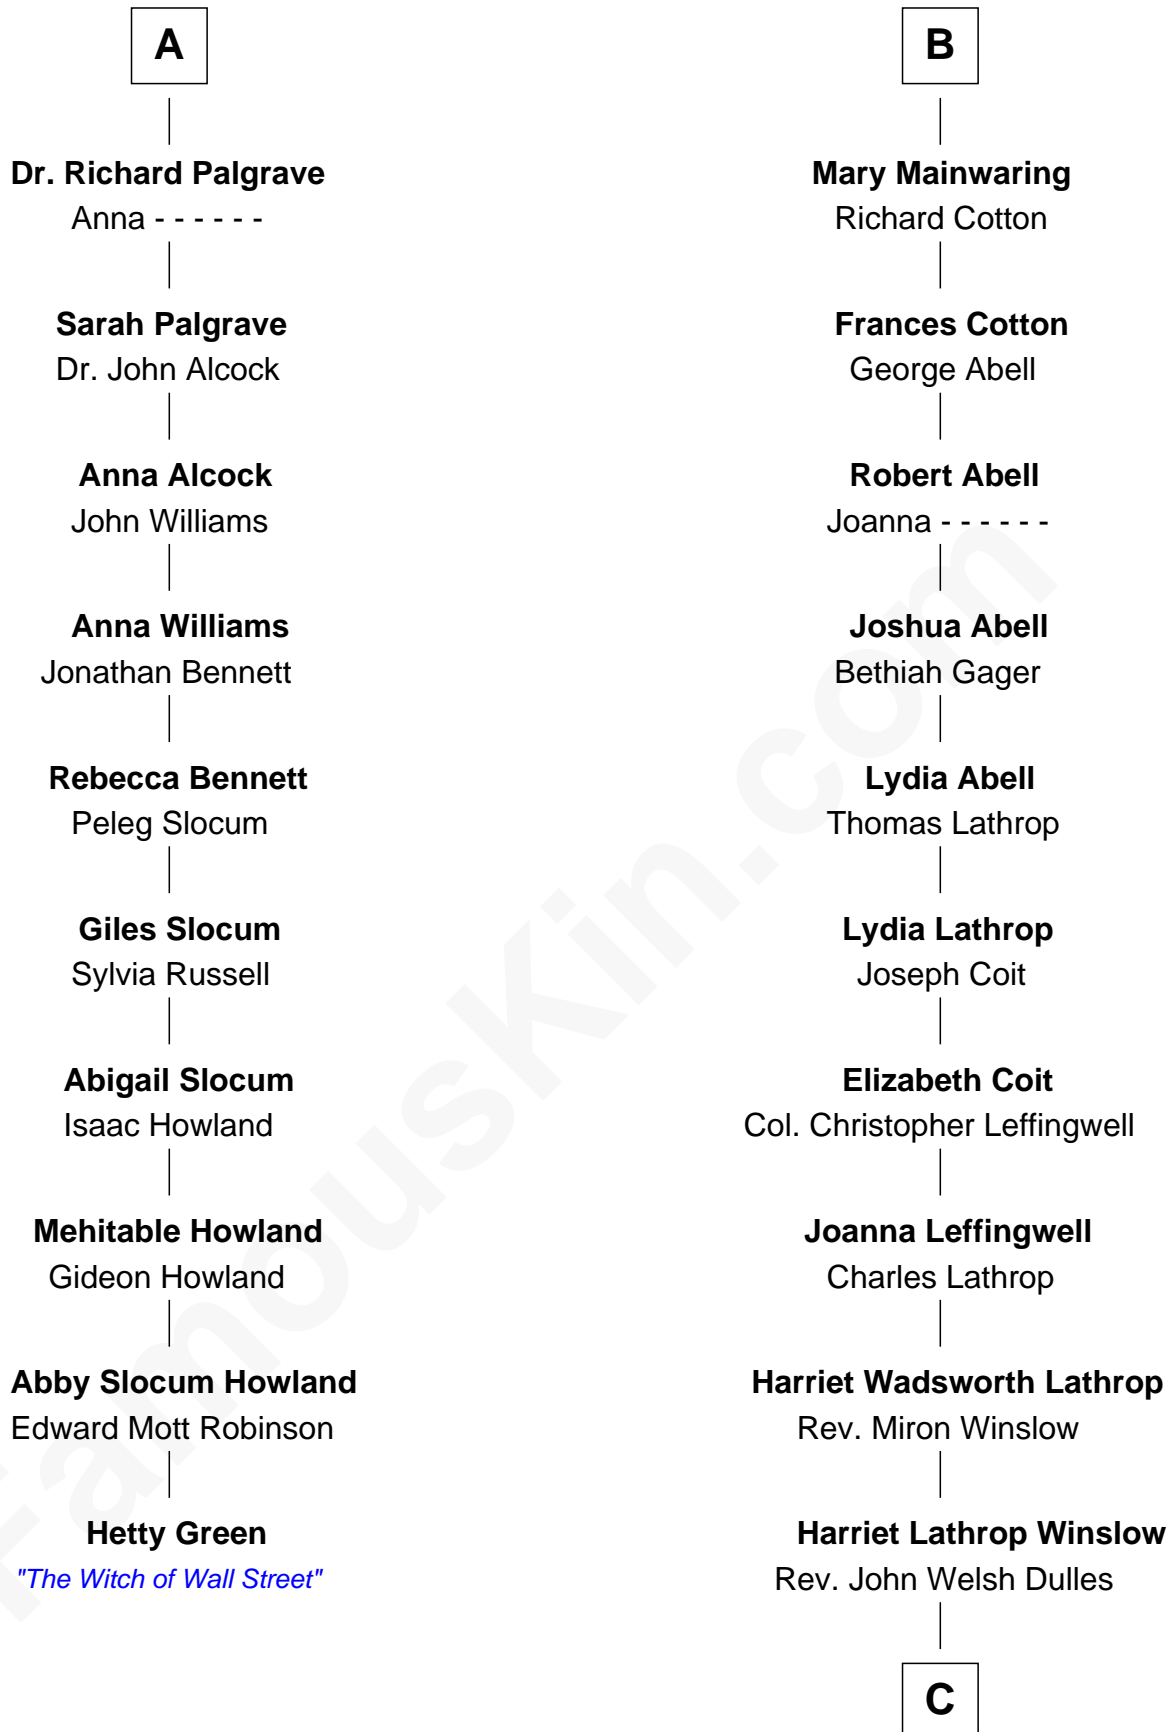 A
Dr. Richard Palgrave
Anna - - - - - -
Sarah Palgrave
Dr. John Alcock
Anna Alcock
John Williams
Anna Williams
Jonathan Bennett
Rebecca Bennett
Peleg Slocum
Giles Slocum
Sylvia Russell
Abigail Slocum
Isaac Howland
Mehitable Howland
Gideon Howland
Abby Slocum Howland
Edward Mott Robinson
Hetty Green
"The Witch of Wall Street"
B
Mary Mainwaring
Richard Cotton
Frances Cotton
George Abell
Robert Abell
Joanna - - - - - -
Joshua Abell
Bethiah Gager
Lydia Abell
Thomas Lathrop
Lydia Lathrop
Joseph Coit
Elizabeth Coit
Col. Christopher Leffingwell
Joanna Leffingwell
Charles Lathrop
Harriet Wadsworth Lathrop
Rev. Miron Winslow
Harriet Lathrop Winslow
Rev. John Welsh Dulles
C
FamousKin.com